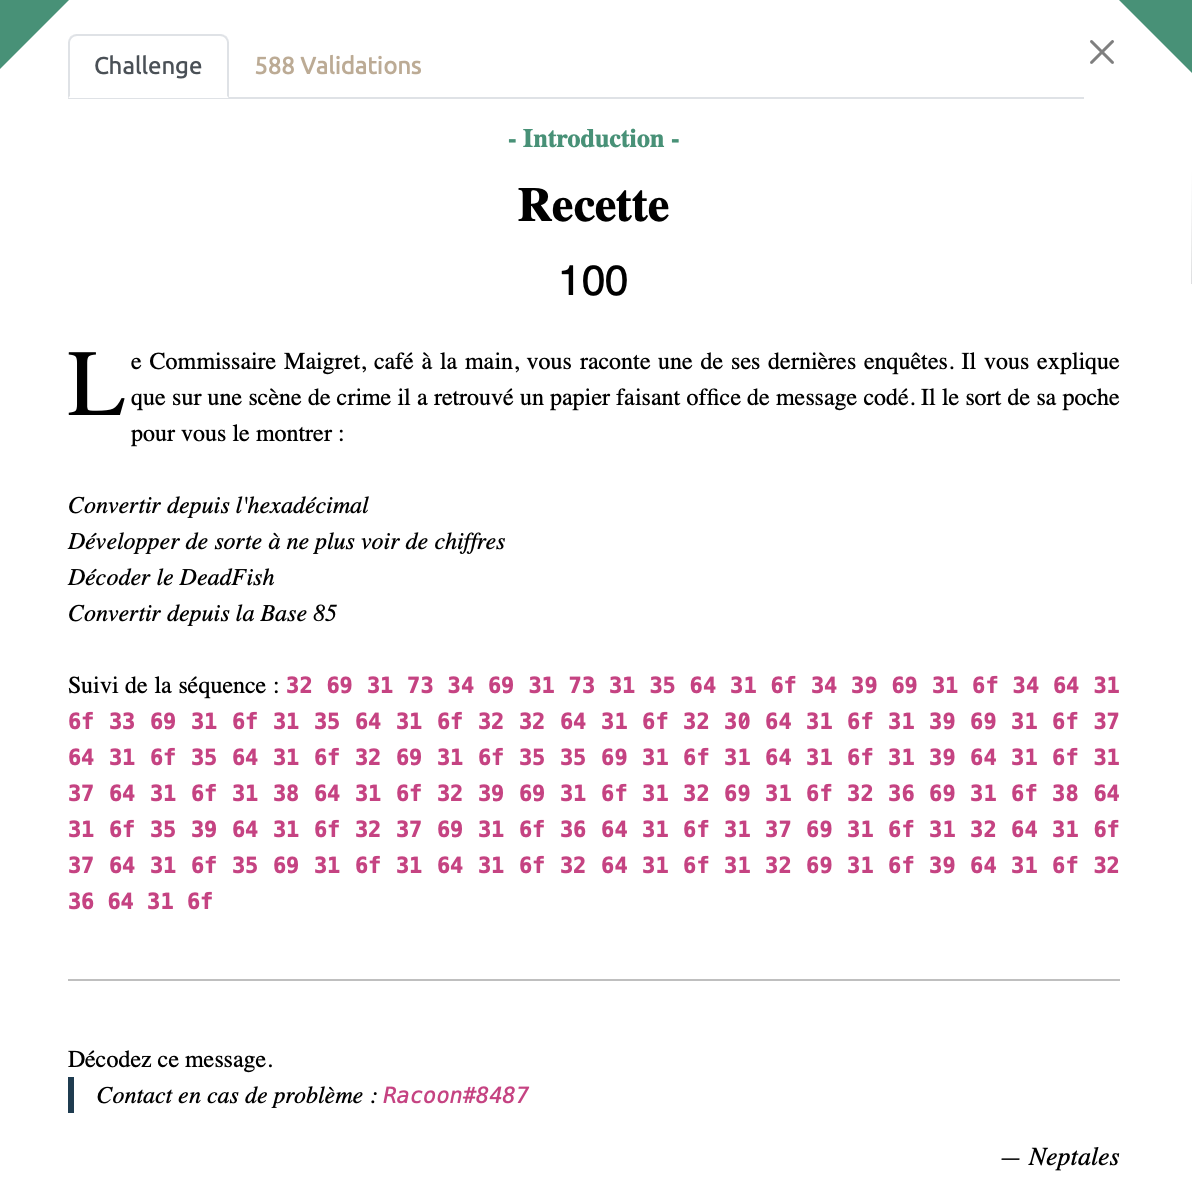 Challenge
588 Validations
- Introduction -
Recette
100
Le Commissaire Maigret, café à la main, vous raconte une de ses dernières enquêtes. Il vous explique
que sur une scène de crime il a retrouvé un papier faisant office de message codé. Il le sort de sa poche
pour vous le montrer :
Convertir depuis l'hexadécimal
Développer de sorte à ne plus voir de chiffres
Décoder le DeadFish
Convertir depuis la Base 85
Suivi de la séquence : 32 69 31 73 34 69 31 73 31 35 64 31 6f 34 39 69 31 6f 34 64 31
6f 33 69 31 6f 31 35 64 31 6f 32 32 64 31 6f 32 30 64 31 6f 31 39 69 31 6f 37
64 31 6f 35 64 31 6f 32 69 31 6f 35 35 69 31 6f 31 64 31 6f 31 39 64 31 6f 31
37 64 31 6f 31 38 64 31 6f 32 39 69 31 6f 31 32 69 31 6f 32 36 69 31 6f 38 64
31 6f 35 39 64 31 6f 32 37 69 31 6f 36 64 31 6f 31 37 69 31 6f 31 32 64 31 6f
37 64 31 6f 35 69 31 6f 31 64 31 6f 32 64 31 6f 31 32 69 31 6f 39 64 31 6f 32
36 64 31 6f
Décodez ce message.
Contact en cas de problème : Racoon#8487
— Neptales